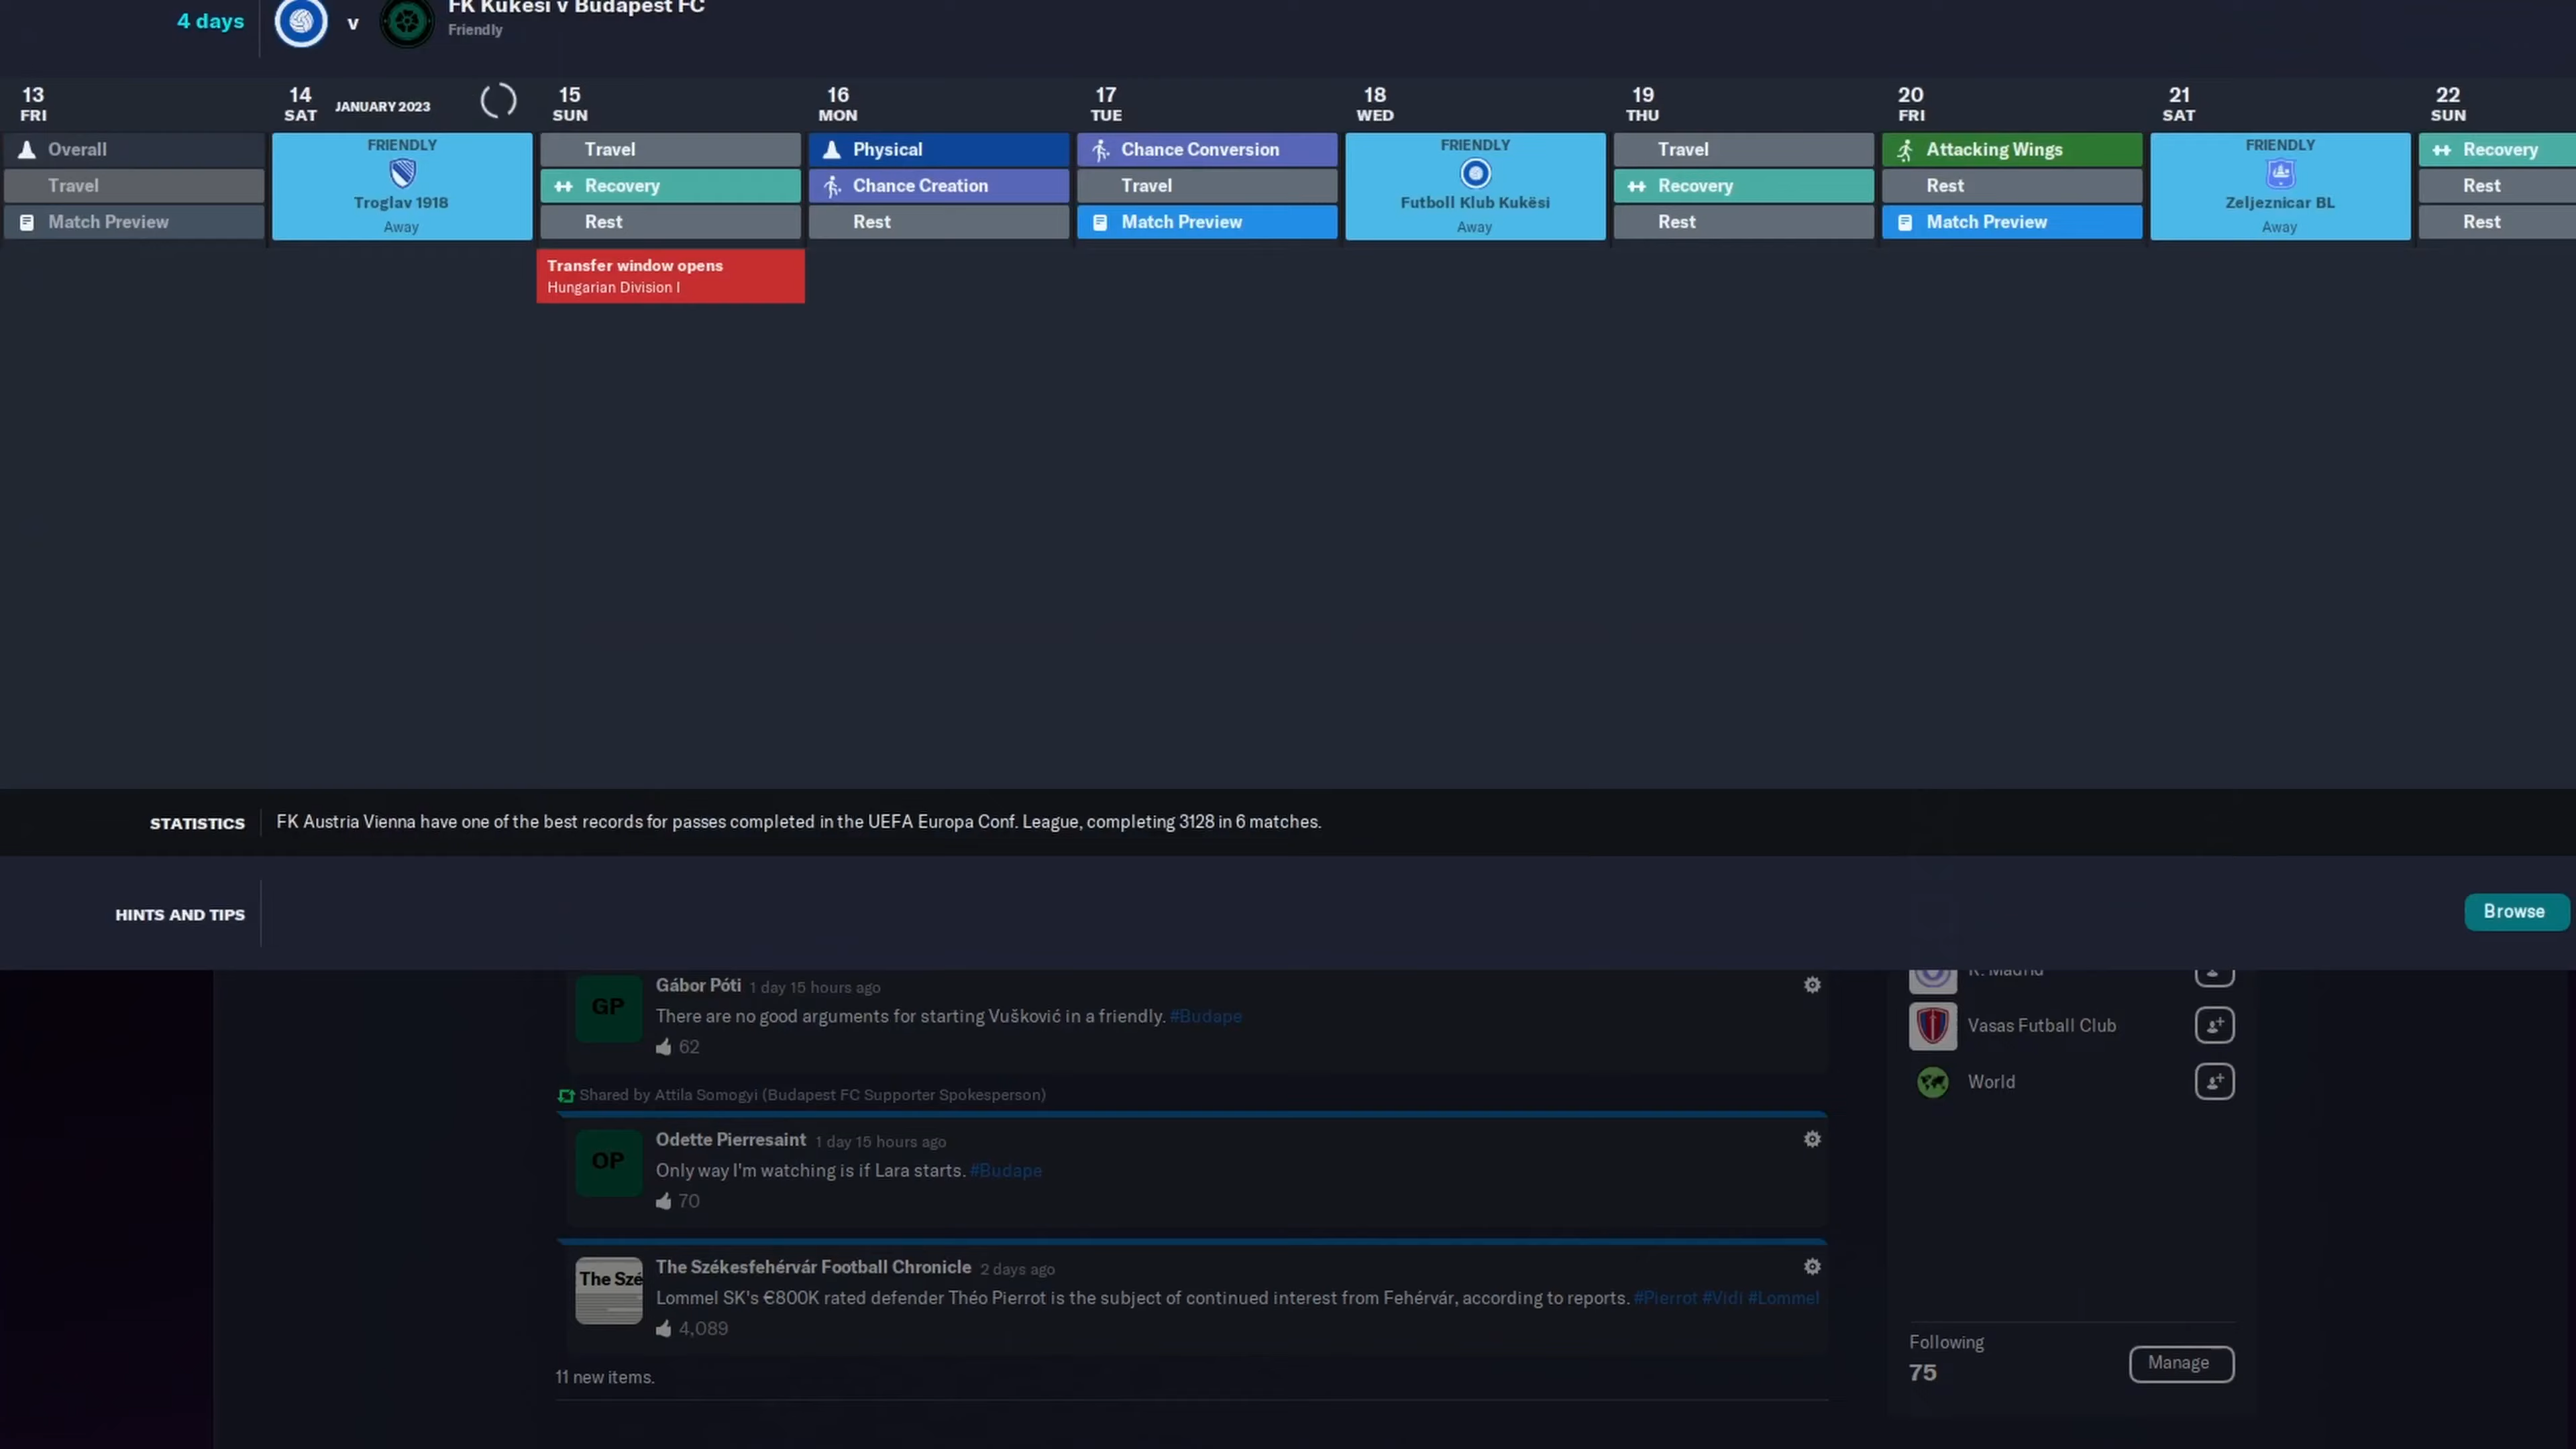 4 days
v
FK Kukësi v Budapest FC
Friendly
13
FRI
14
SAT
JANUARY 2023
15
SUN
16
MON
17
TUE
18
WED
19
THU
20
FRI
21
SAT
22
SUN
Overall
Travel
Match Preview
FRIENDLY
Troglav 1918
Away
Travel
Recovery
Rest
Physical
Chance Creation
Rest
Chance Conversion
Travel
Match Preview
FRIENDLY
Futboll Klub Kukësi
Away
Travel
Recovery
Rest
Attacking Wings
Rest
Match Preview
FRIENDLY
Zeljeznicar BL
Away
Recovery
Rest
Rest
Transfer window opens
Hungarian Division I
STATISTICS
FK Austria Vienna have one of the best records for passes completed in the UEFA Europa Conf. League, completing 3128 in 6 matches.
HINTS AND TIPS
Browse
GP
Gábor Póti 1 day 15 hours ago
There are no good arguments for starting Vušković in a friendly. #Budape
62
Shared by Attila Somogyi (Budapest FC Supporter Spokesperson)
OP
Odette Pierresaint 1 day 15 hours ago
Only way I'm watching is if Lara starts. #Budape
70
The Szé
The Székesfehérvár Football Chronicle 2 days ago
Lommel SK's €800K rated defender Théo Pierrot is the subject of continued interest from Fehérvár, according to reports. #Pierrot #Vidi #Lommel
4,089
11 new items.
R. Madrid
Vasas Futball Club
World
Following
75
Manage